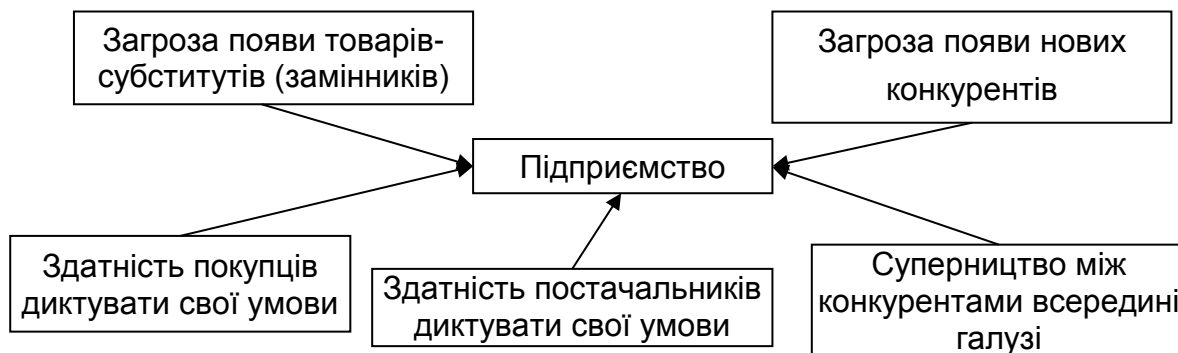 Загроза появи товарів-
субститутів (замінників)
Загроза появи нових
конкурентів
Підприємство
Здатність покупців
диктувати свої умови
Здатність постачальників
диктувати свої умови
Суперництво між
конкурентами всередині
галузі